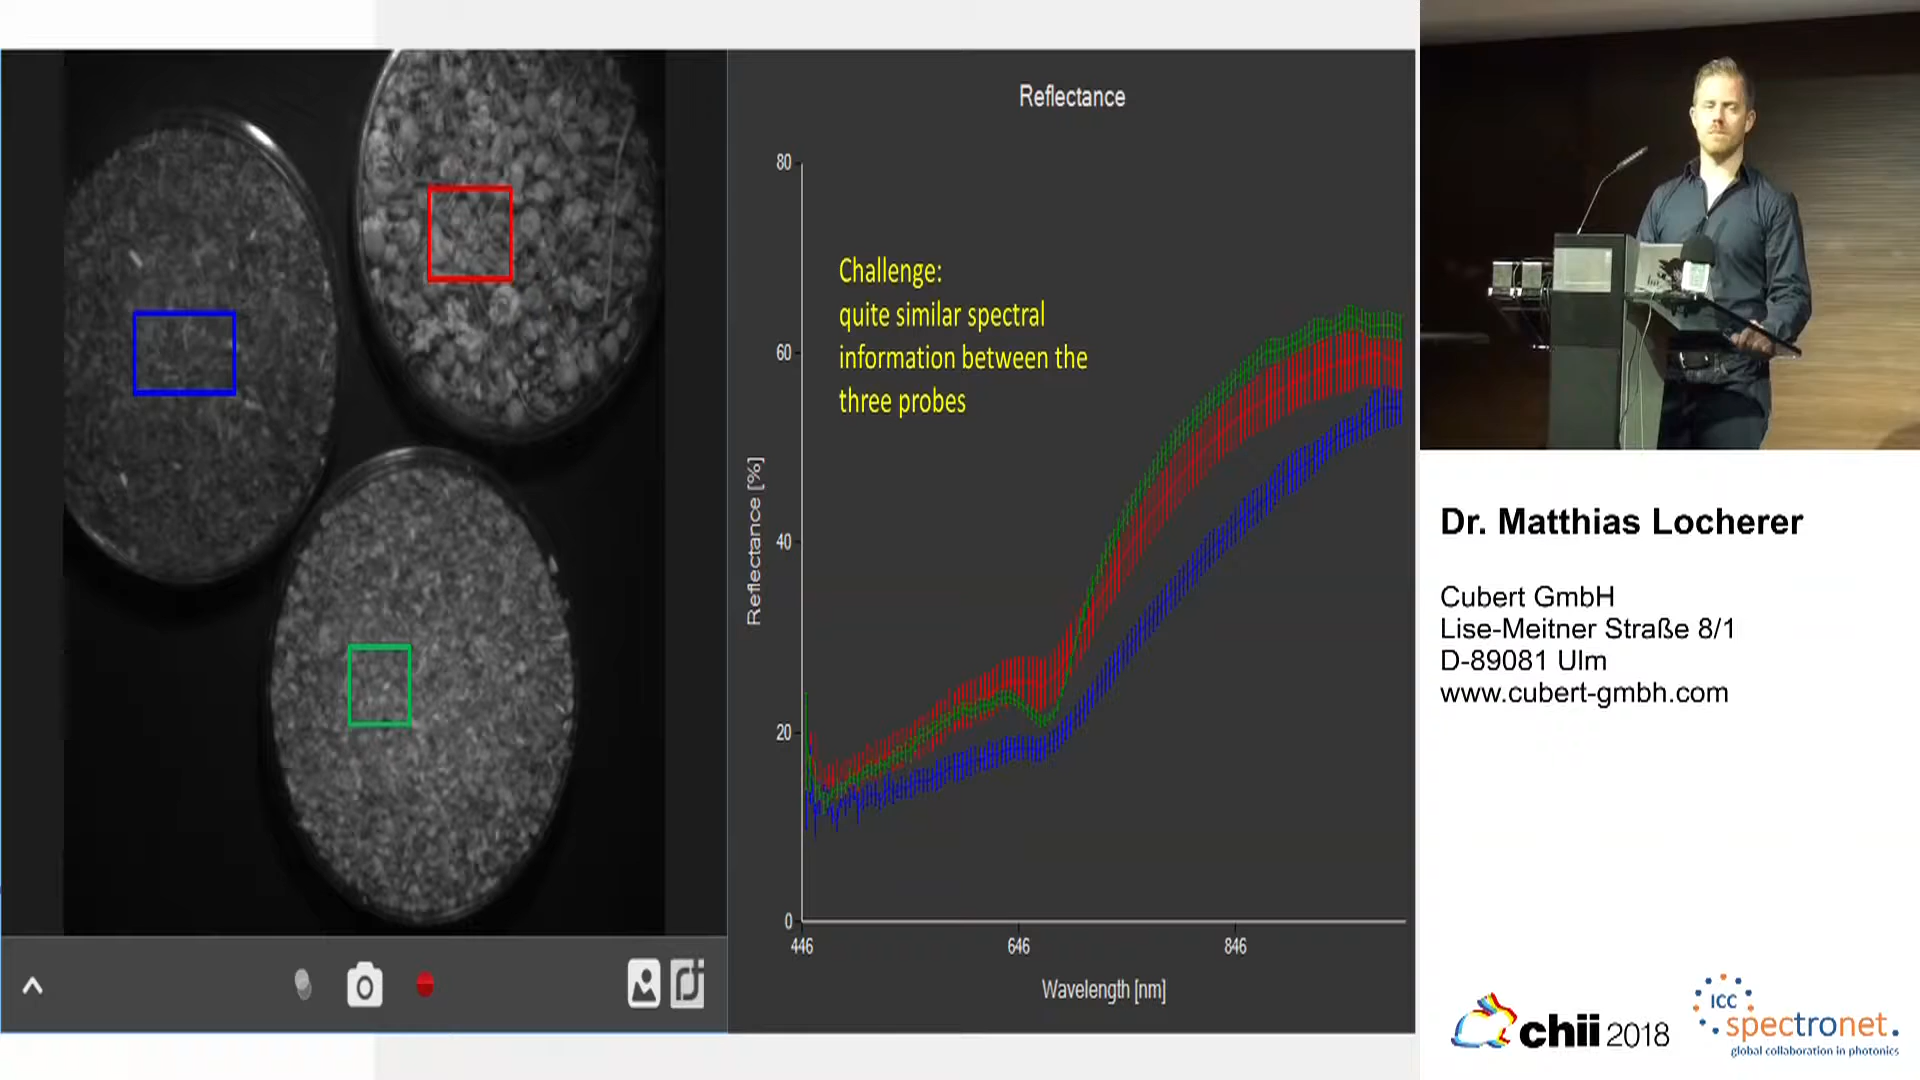 Reflectance
80
Challenge:
quite similar spectral
information between the
three probes
60
40
20
0
Reflectance [%]
446 646 846
Wavelength [nm]
Dr. Matthias Locherer
Cubert GmbH
Lise-Meitner Straße 8/1
D-89081 Ulm
www.cubert-gmbh.com
chii 2018
ICC
spectronet.
global collaboration in photonics